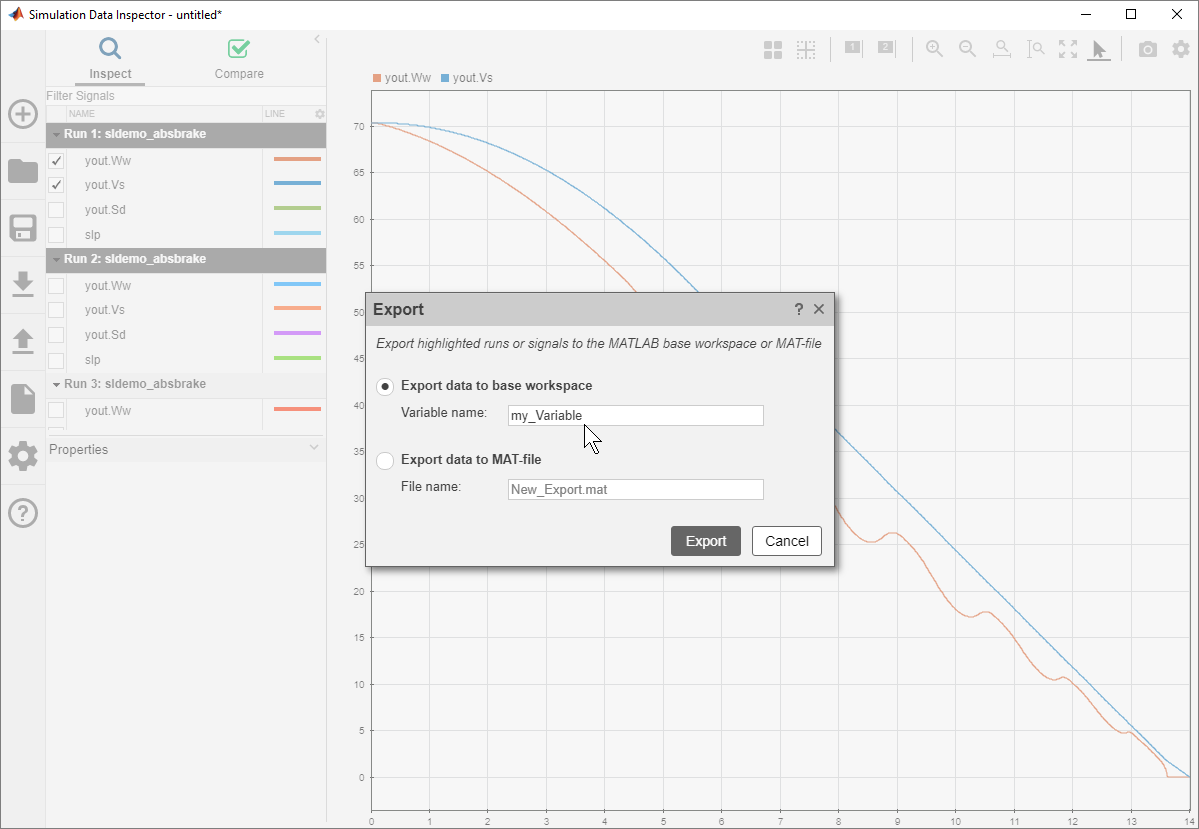 Simulation Data Inspector - untitled*
Inspect
Compare
Filter Signals
NAME LINE
Run 1: sldemo_absbrake
yout.Ww
yout.Vs
yout.Sd
slp
Run 2: sldemo_absbrake
yout.Ww
yout.Vs
yout.Sd
slp
Run 3: sldemo_absbrake
yout.Ww
Properties
1 2
yout.Ww yout.Vs
70
65
60
55
50
45
40
35
30
25
20
15
10
5
0
0 1 2 3 4 5 6 7 8 9 10 11 12 13 14
Export ?
Export highlighted runs or signals to the MATLAB base workspace or MAT-file
Export data to base workspace
Variable name: my_Variable
Export data to MAT-file
File name: New_Export.mat
Export Cancel